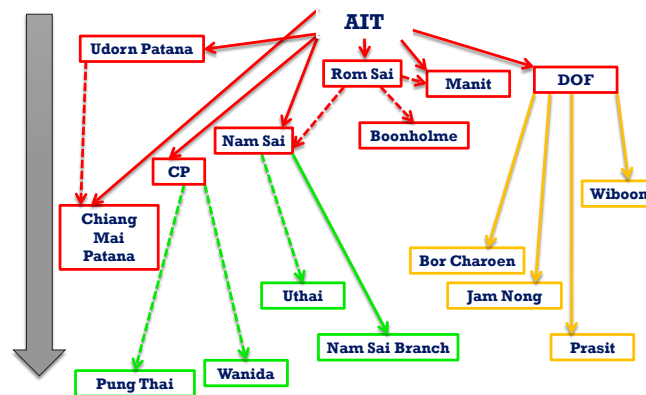 AIT
Udorn Patana
Rom Sai
Manit
DOF
Nam Sai
Boonholme
CP
Wiboon
Chiang
Mai
Patana
Bor Charoen
Uthai
Jam Nong
Nam Sai Branch
Prasit
Wanida
Pung Thai